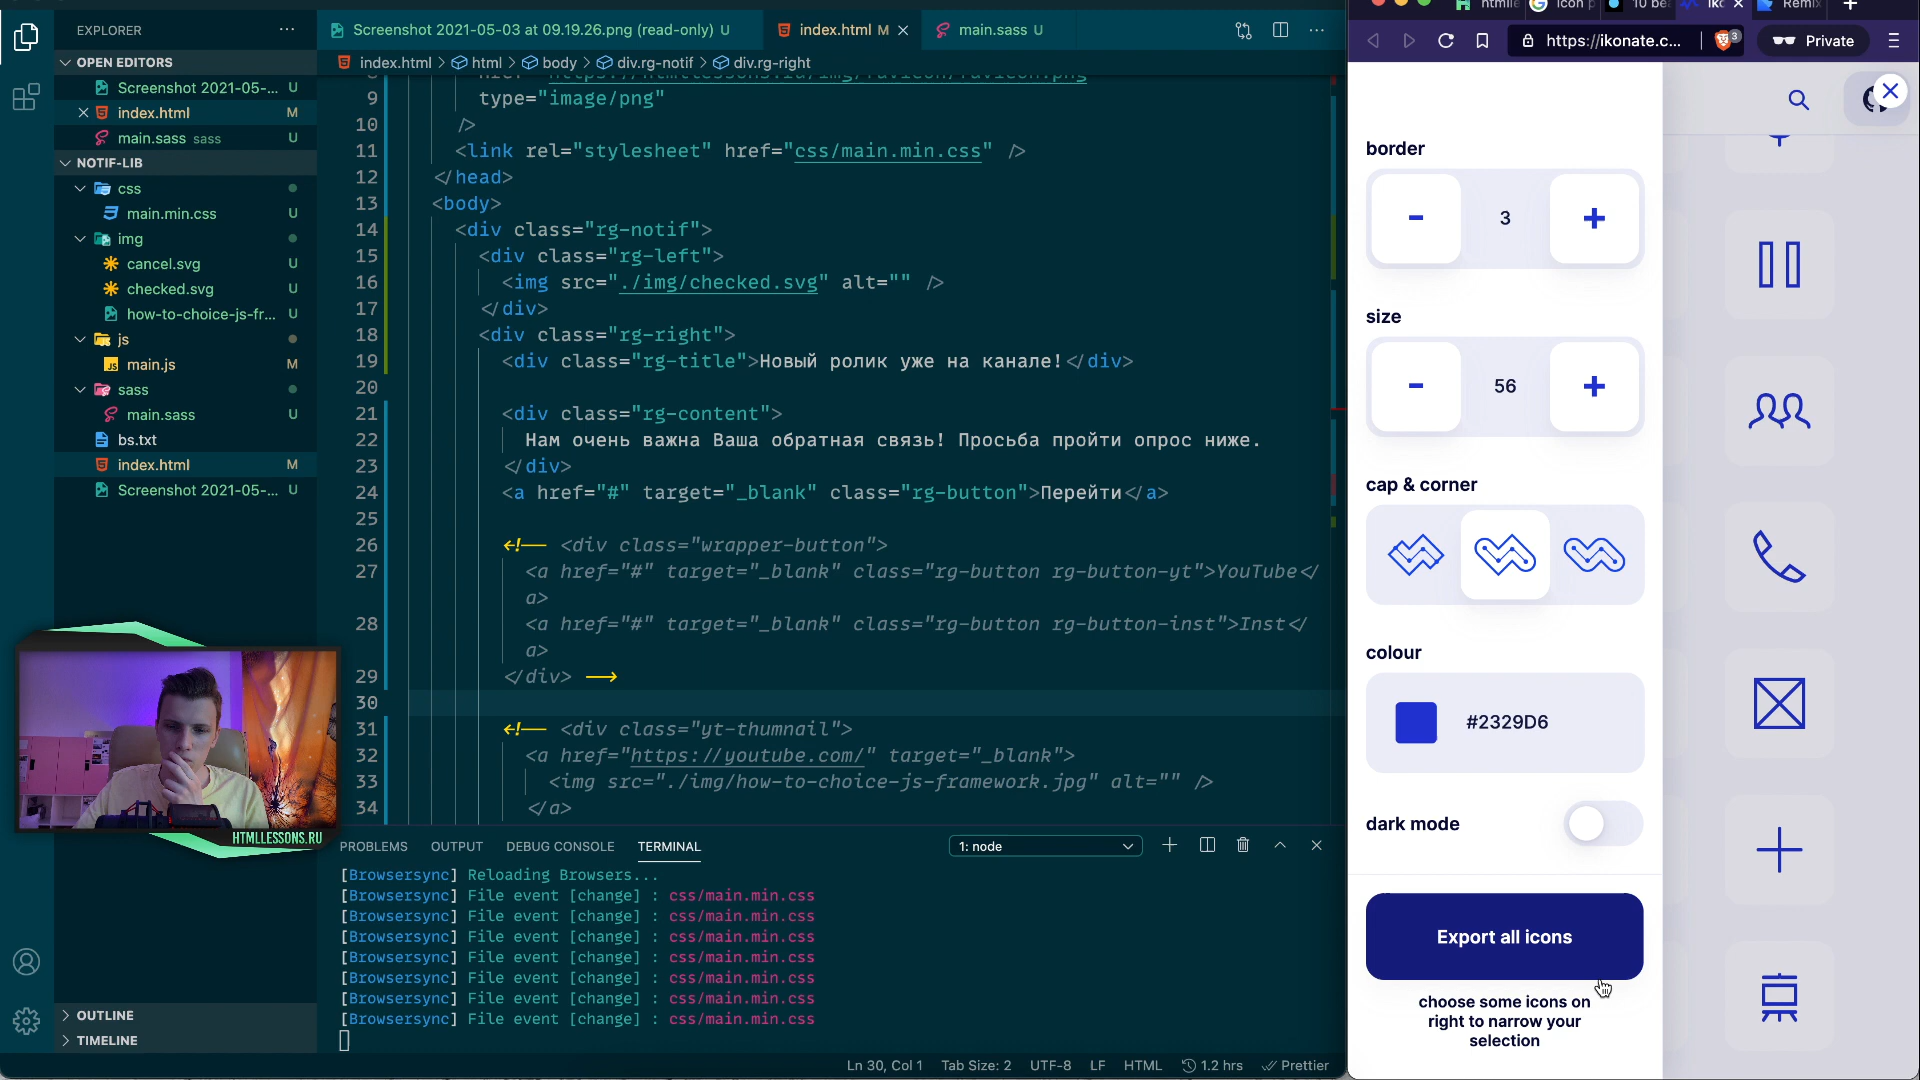 EXPLORER
OPEN EDITORS
Screenshot 2021-05-... U
index.html M
main.sass sass U
NOTIF-LIB
css
main.min.css U
img
cancel.svg U
checked.svg U
how-to-choice-js-fr... U
js
main.js M
sass
main.sass U
bs.txt
index.html M
Screenshot 2021-05-... U
OUTLINE
TIMELINE
HTMLLESSONS.RU
Screenshot 2021-05-03 at 09.19.26.png (read-only) U
index.html M
main.sass U
index.html > html > body > div.rg-notif > div.rg-right
9 type="image/png"
10 />
11 <link rel="stylesheet" href="css/main.min.css" />
12 </head>
13 <body>
14 <div class="rg-notif">
15 <div class="rg-left">
16 <img src="./img/checked.svg" alt="" />
17 </div>
18 <div class="rg-right">
19 <div class="rg-title">Новый ролик уже на канале!</div>
20
21 <div class="rg-content">
22 Нам очень важна Ваша обратная связь! Просьба пройти опрос ниже.
23 </div>
24 <a href="#" target="_blank" class="rg-button">Перейти</a>
25
26 <!-- <div class="wrapper-button">
27 <a href="#" target="_blank" class="rg-button rg-button-yt">YouTube</
a>
28 <a href="#" target="_blank" class="rg-button rg-button-inst">Inst</
a>
29 </div> -->
30
31 <!-- <div class="yt-thumnail">
32 <a href="https://youtube.com/" target="_blank">
33 <img src="./img/how-to-choice-js-framework.jpg" alt="" />
34 </a>
PROBLEMS OUTPUT DEBUG CONSOLE TERMINAL 1: node
[Browsersync] Reloading Browsers...
[Browsersync] File event [change] : css/main.min.css
[Browsersync] File event [change] : css/main.min.css
[Browsersync] File event [change] : css/main.min.css
[Browsersync] File event [change] : css/main.min.css
[Browsersync] File event [change] : css/main.min.css
[Browsersync] File event [change] : css/main.min.css
[Browsersync] File event [change] : css/main.min.css
Ln 30, Col 1 Tab Size: 2 UTF-8 LF HTML 1.2 hrs Prettier
https://ikonate.c... 3 Private
border
- 3 +
size
- 56 +
cap & corner
colour
#2329D6
dark mode
Export all icons
choose some icons on
right to narrow your
selection